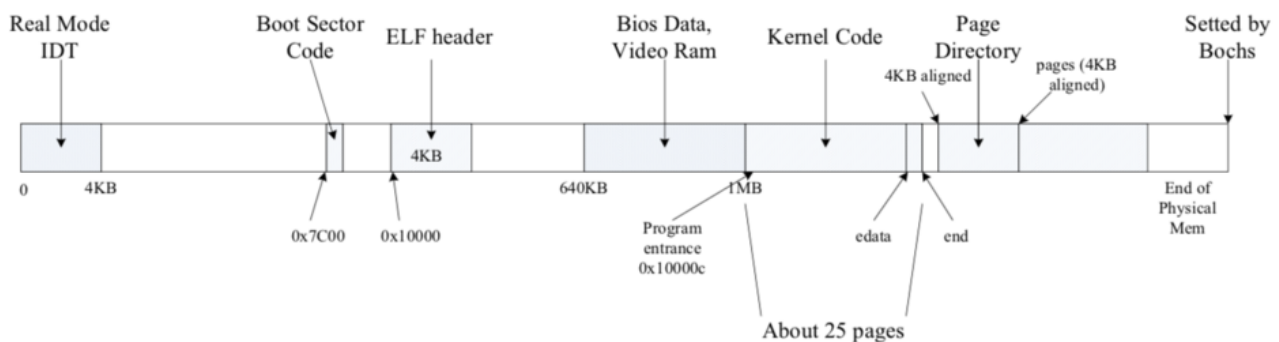 Real Mode
IDT
Boot Sector
Code
ELF header
Bios Data,
Video Ram
Kernel Code
Page
Directory
Setted by
Bochs
4KB aligned
pages (4KB
aligned)
4KB
0
4KB
640KB
1MB
End of
Physical
Mem
0x7C00
0x10000
Program
entrance
0x10000c
edata
end
About 25 pages